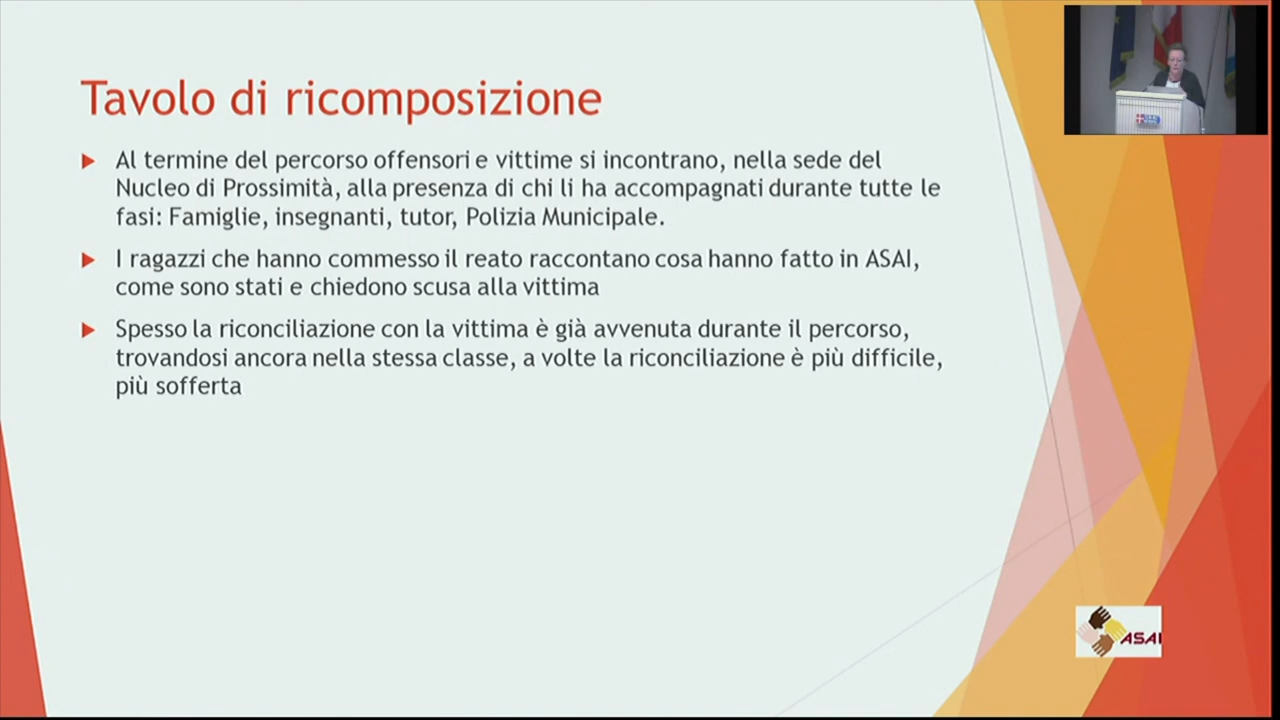 Tavolo di ricomposizione
Al termine del percorso offensori e vittime si incontrano, nella sede del
Nucleo di Prossimità, alla presenza di chi li ha accompagnati durante tutte le
fasi: Famiglie, insegnanti, tutor, Polizia Municipale.
I ragazzi che hanno commesso il reato raccontano cosa hanno fatto in ASAI,
come sono stati e chiedono scusa alla vittima
Spesso la riconciliazione con la vittima è già avvenuta durante il percorso,
trovandosi ancora nella stessa classe, a volte la riconciliazione è più difficile,
più sofferta
ASAI